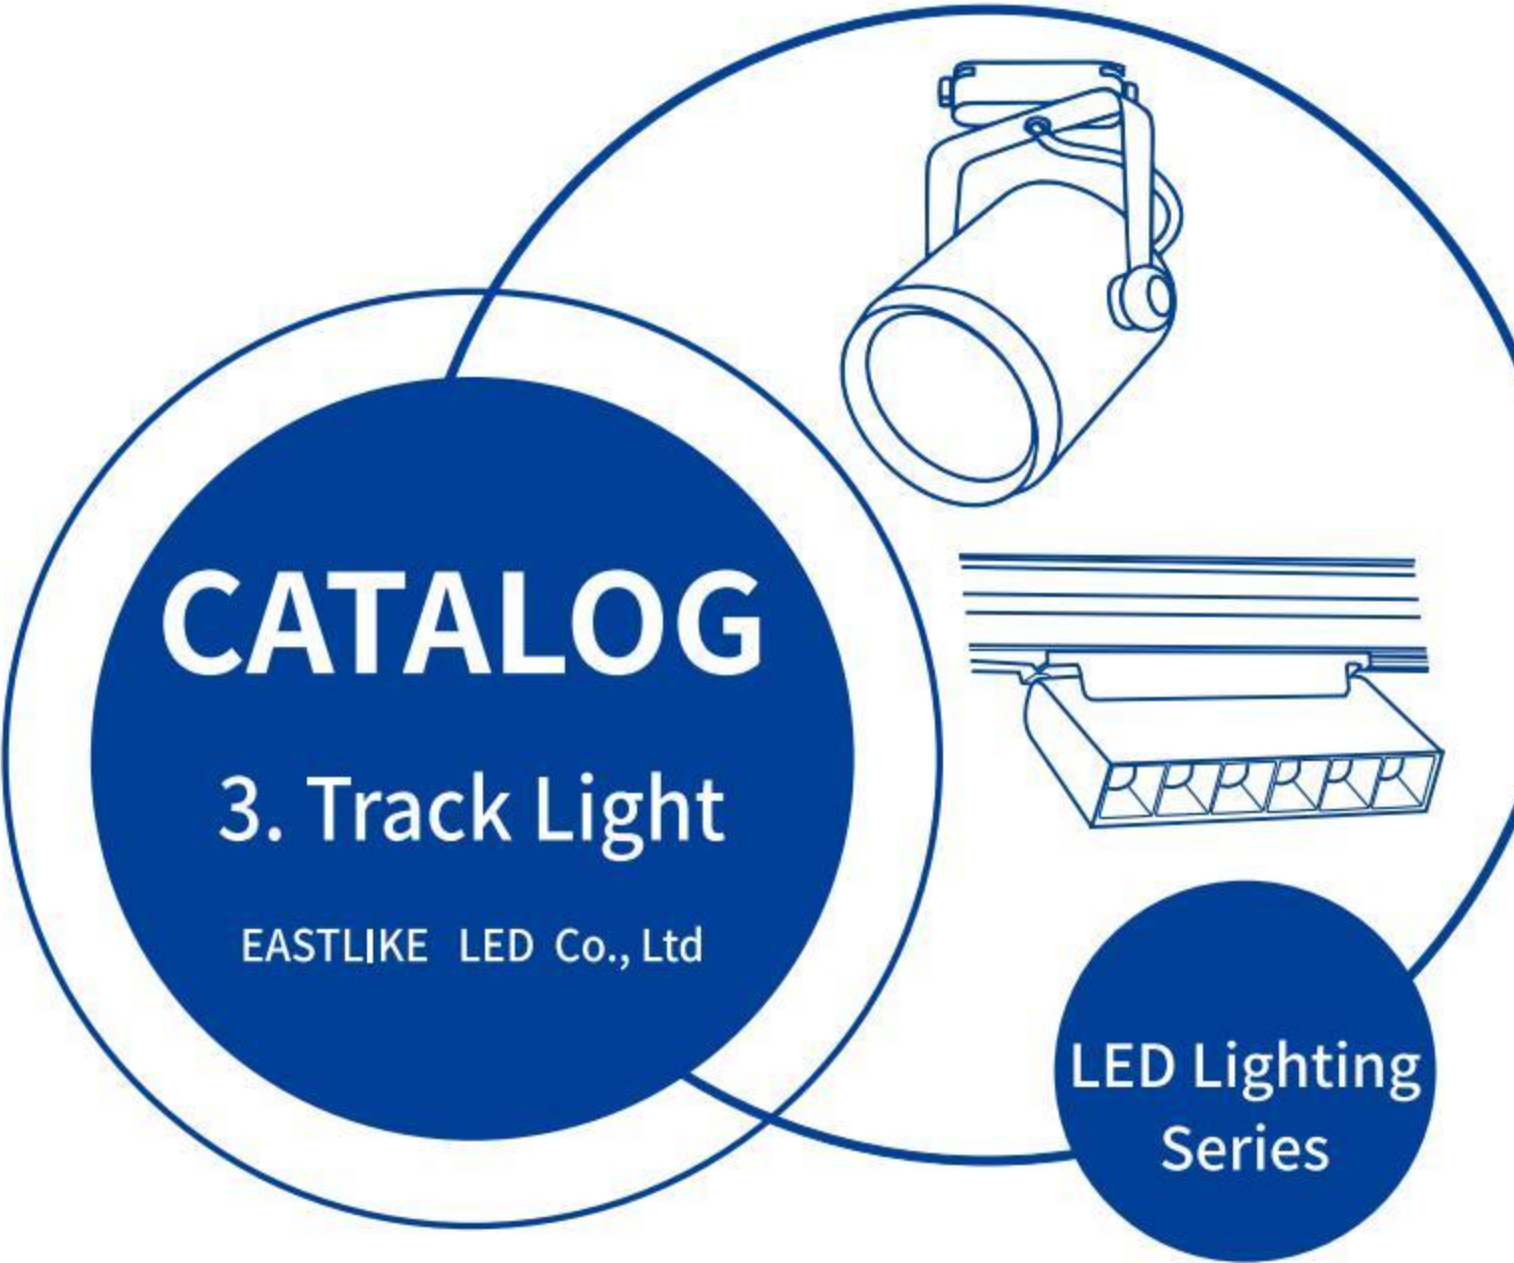 CATALOG
3. Track Light
EASTLIKE LED Co., Ltd
LED Lighting
Series